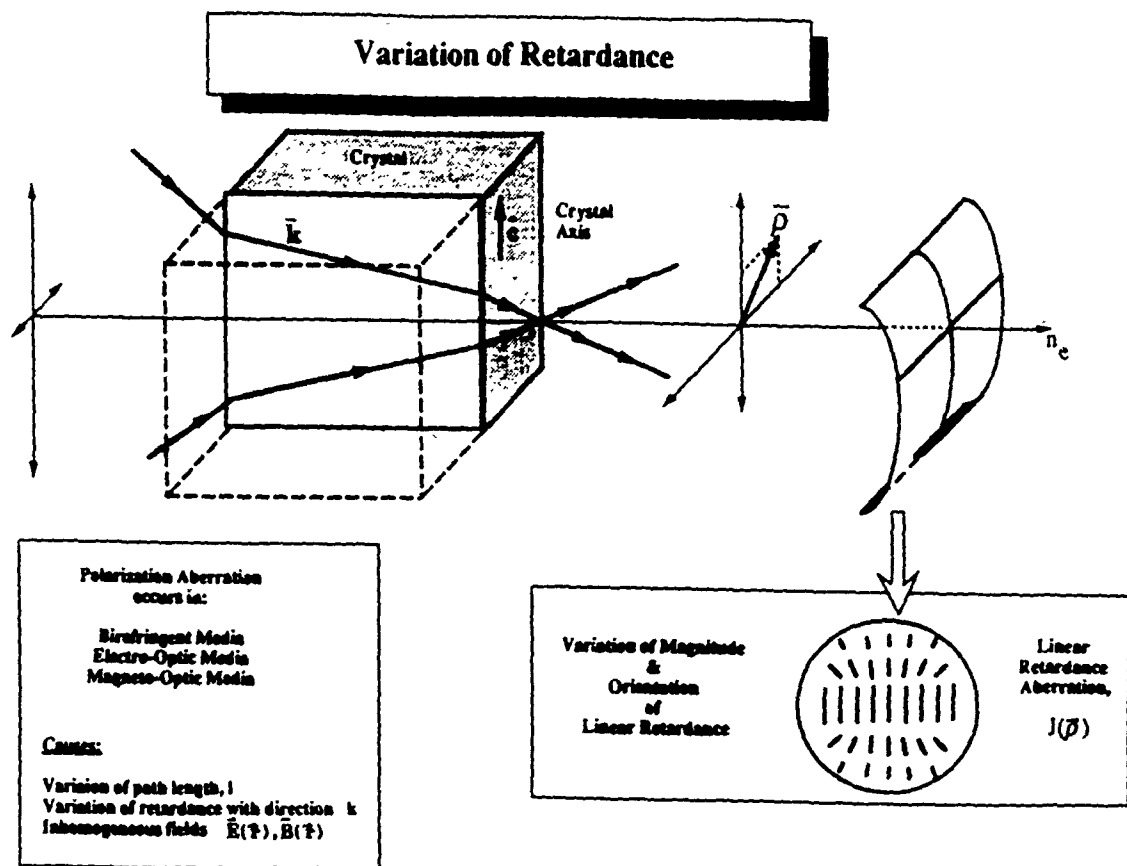 Variation of Retardance
Crystal
k̄
c
Crystal
Axis
ρ̄
n_e
Polarization Aberration
occurs in:
Birefringent Media
Electro-Optic Media
Magneto-Optic Media
Causes:
Variaion of path length, l
Variation of retardance with direction k
Inhomogeneous fields Ē(r̄), B̄(r̄)
Variation of Magnitude
&
Orientation
of
Linear Retardance
Linear
Retardance
Aberration,
J(ρ̄)